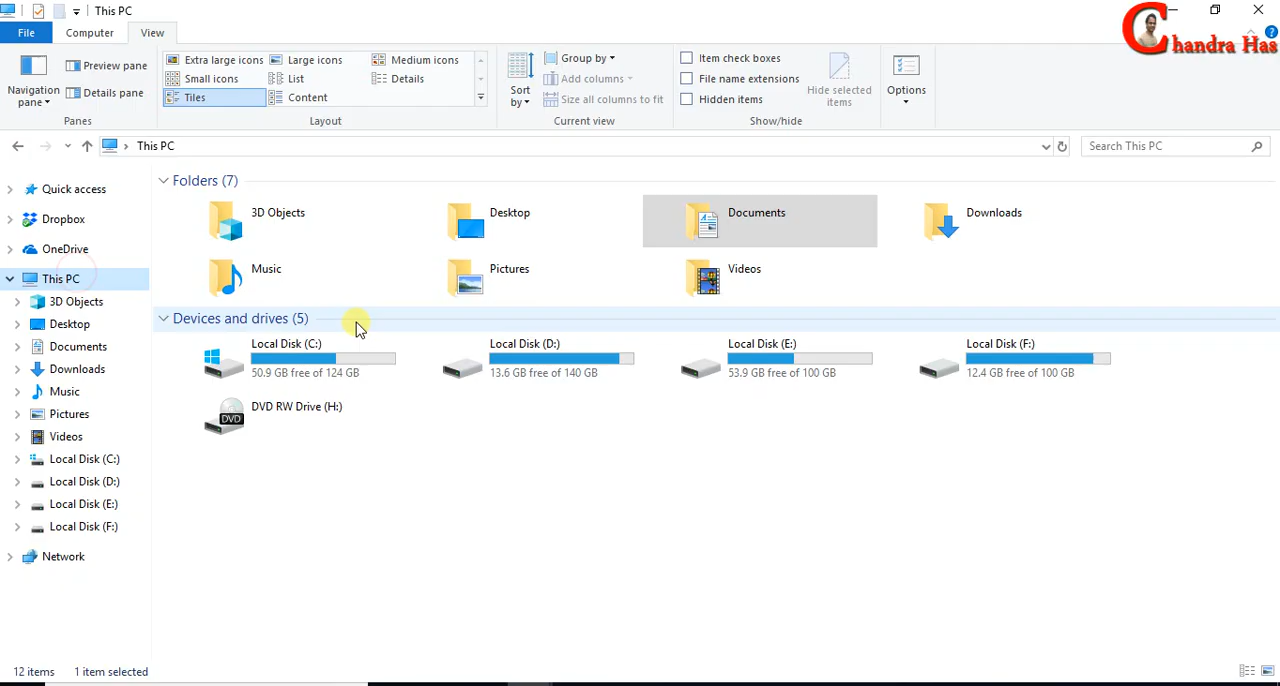 This PC
Chandra Has
File Computer View
Navigation pane
Preview pane
Details pane
Panes
Extra large icons Large icons Medium icons
Small icons List Details
Tiles Content
Layout
Sort by
Group by
Add columns
Size all columns to fit
Current view
Item check boxes
File name extensions
Hidden items
Hide selected items
Show/hide
Options
This PC
Search This PC
Quick access
Dropbox
OneDrive
This PC
3D Objects
Desktop
Documents
Downloads
Music
Pictures
Videos
Local Disk (C:)
Local Disk (D:)
Local Disk (E:)
Local Disk (F:)
Network
Folders (7)
3D Objects Desktop Documents Downloads
Music Pictures Videos
Devices and drives (5)
Local Disk (C:) Local Disk (D:) Local Disk (E:) Local Disk (F:)
50.9 GB free of 124 GB 13.6 GB free of 140 GB 53.9 GB free of 100 GB 12.4 GB free of 100 GB
DVD
DVD RW Drive (H:)
12 items 1 item selected